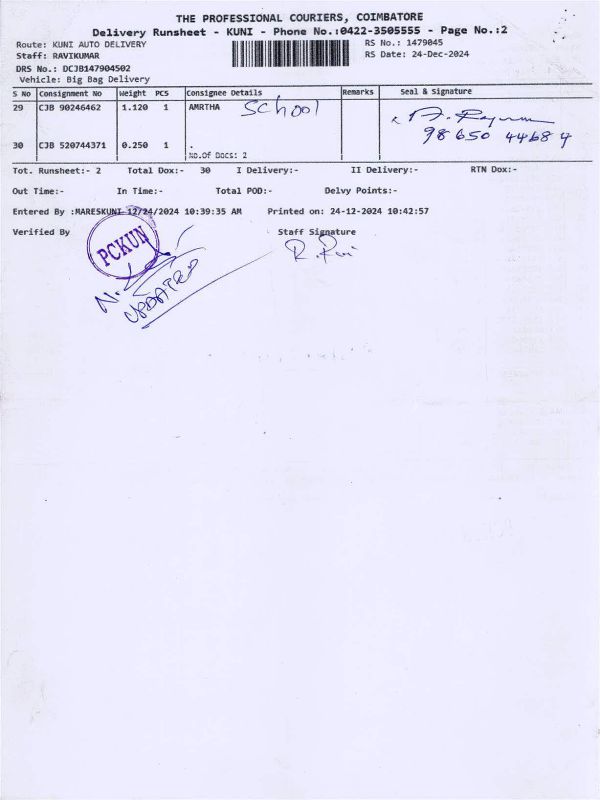 THE PROFESSIONAL COURIERS, COIMBATORE
Delivery Runsheet - KUNI - Phone No.:0422-3505555 - Page No.:2
Route: KUNI AUTO DELIVERY RS No.: 1479045
Staff: RAVIKUMAR RS Date: 24-Dec-2024
DRS No.: DCJB147904502
Vehicle: Big Bag Delivery
S No Consignment No Weight PCS Consignee Details Remarks Seal & Signature
29 CJB 90246462 1.120 1 AMRTHA School
98650 44684
30 CJB 520744371 0.250 1 .
No.Of Docs: 2
Tot. Runsheet:- 2 Total Dox:- 30 I Delivery:- II Delivery:- RTN Dox:-
Out Time:- In Time:- Total POD:- Delvy Points:-
Entered By :MARESKUNI 12/24/2024 10:39:35 AM Printed on: 24-12-2024 10:42:57
Verified By Staff Signature
PCKUN R. Ravi
UPDATED